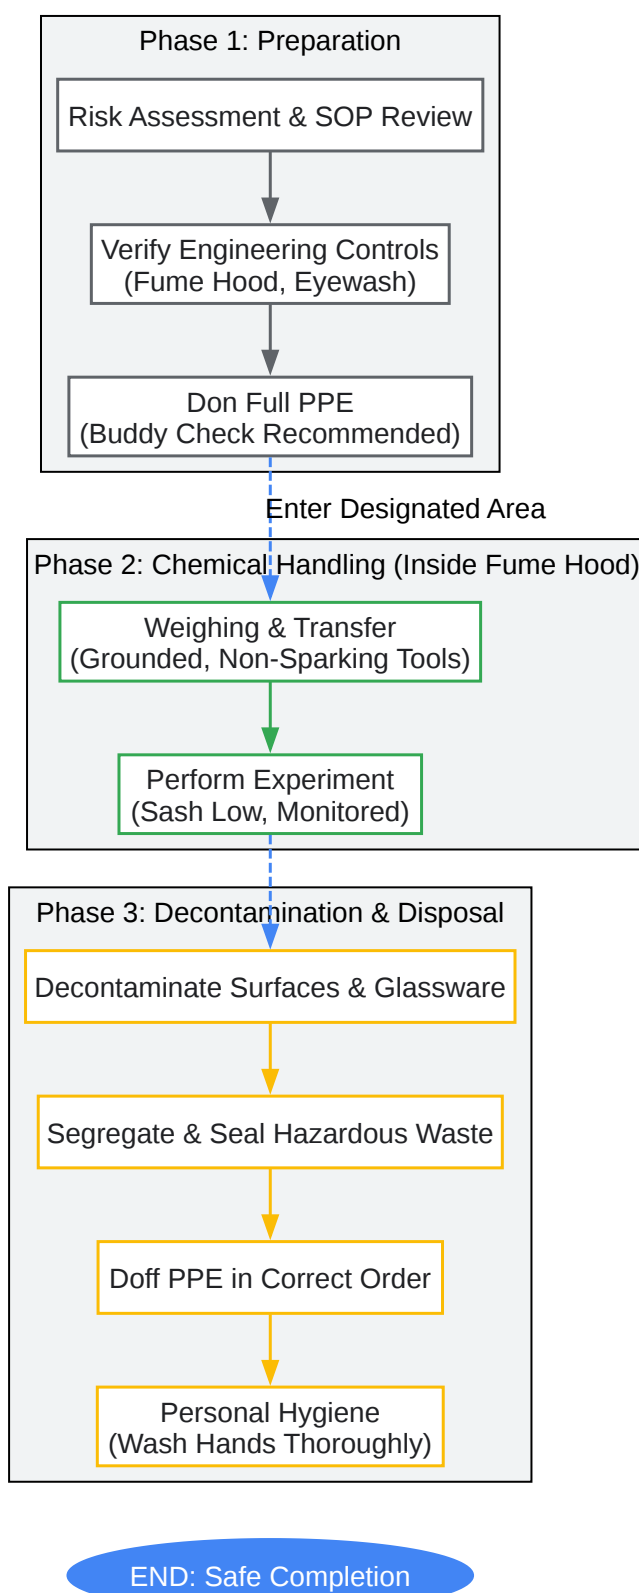 Phase 1: Preparation
Risk Assessment & SOP Review
Verify Engineering Controls
(Fume Hood, Eyewash)
Don Full PPE
(Buddy Check Recommended)
Enter Designated Area
Phase 2: Chemical Handling (Inside Fume Hood)
Weighing & Transfer
(Grounded, Non-Sparking Tools)
Perform Experiment
(Sash Low, Monitored)
Phase 3: Decontamination & Disposal
Decontaminate Surfaces & Glassware
Segregate & Seal Hazardous Waste
Doff PPE in Correct Order
Personal Hygiene
(Wash Hands Thoroughly)
END: Safe Completion